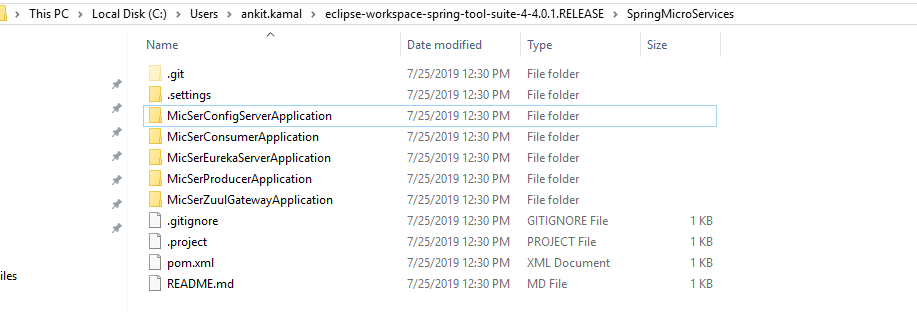 This PC > Local Disk (C:) > Users > ankit.kamal > eclipse-workspace-spring-tool-suite-4-4.0.1.RELEASE > SpringMicroServices
Name Date modified Type Size
.git 7/25/2019 12:30 PM File folder
.settings 7/25/2019 12:30 PM File folder
MicSerConfigServerApplication 7/25/2019 12:30 PM File folder
MicSerConsumerApplication 7/25/2019 12:30 PM File folder
MicSerEurekaServerApplication 7/25/2019 12:30 PM File folder
MicSerProducerApplication 7/25/2019 12:30 PM File folder
MicSerZuulGatewayApplication 7/25/2019 12:30 PM File folder
.gitignore 7/25/2019 12:30 PM GITIGNORE File 1 KB
.project 7/25/2019 12:30 PM PROJECT File 1 KB
pom.xml 7/25/2019 12:30 PM XML Document 1 KB
iles
README.md 7/25/2019 12:30 PM MD File 1 KB